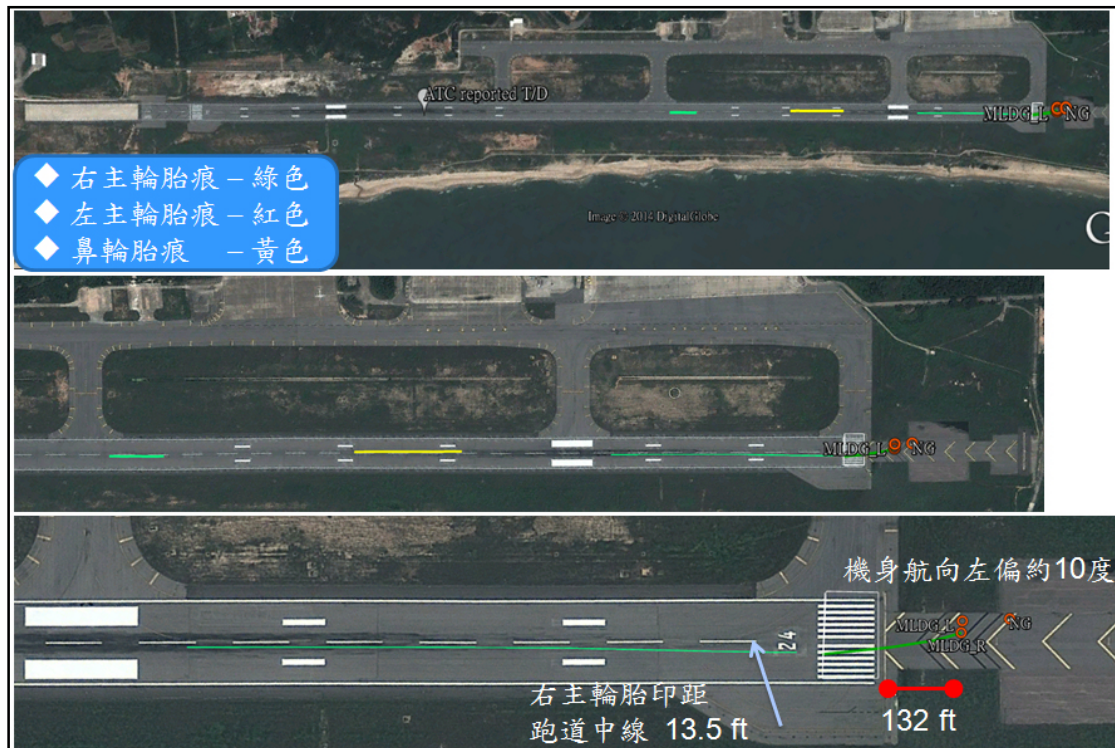 ATC reported T/D
MLDG_L NG
◆ 右主輪胎痕 – 綠色
◆ 左主輪胎痕 – 紅色
◆ 鼻輪胎痕 – 黃色
Image © 2014 DigitalGlobe
G
MLDG_L NG
機身航向左偏約10度
MLDG_L NG
MLDG_R
24
右主輪胎印距
跑道中線 13.5 ft
132 ft